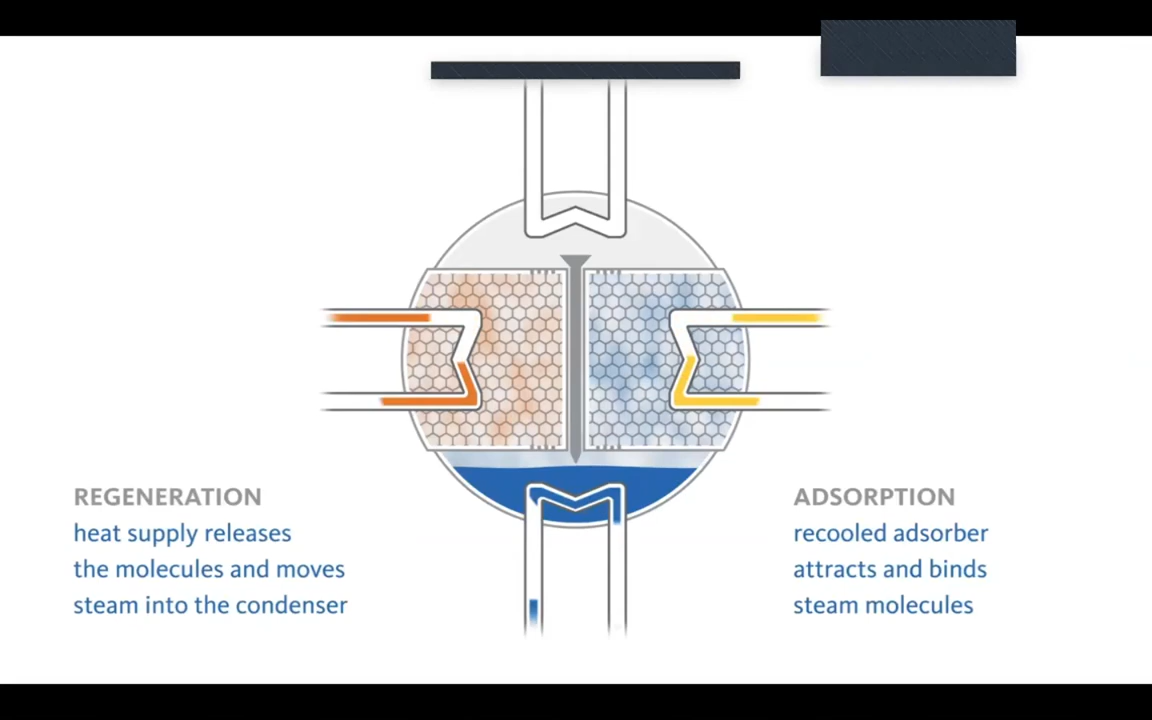 REGENERATION
heat supply releases
the molecules and moves
steam into the condenser
ADSORPTION
recooled adsorber
attracts and binds
steam molecules